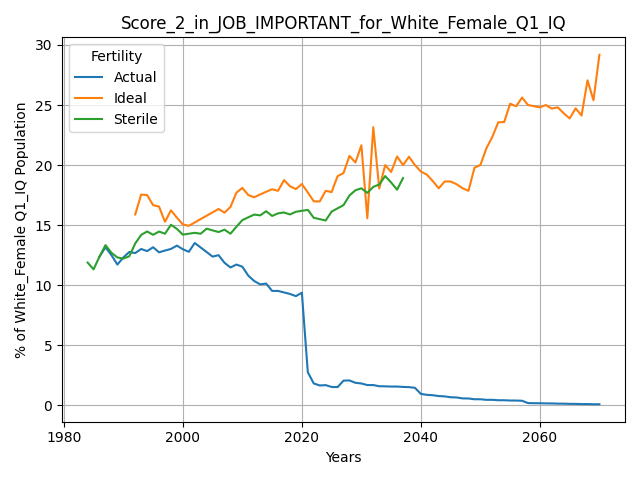 Score_2_in_JOB_IMPORTANT_for_White_Female_Q1_IQ
% of White_Female Q1_IQ Population
30
25
20
15
10
5
0
Fertility
Actual
Ideal
Sterile
1980
2000
2020
2040
2060
Years